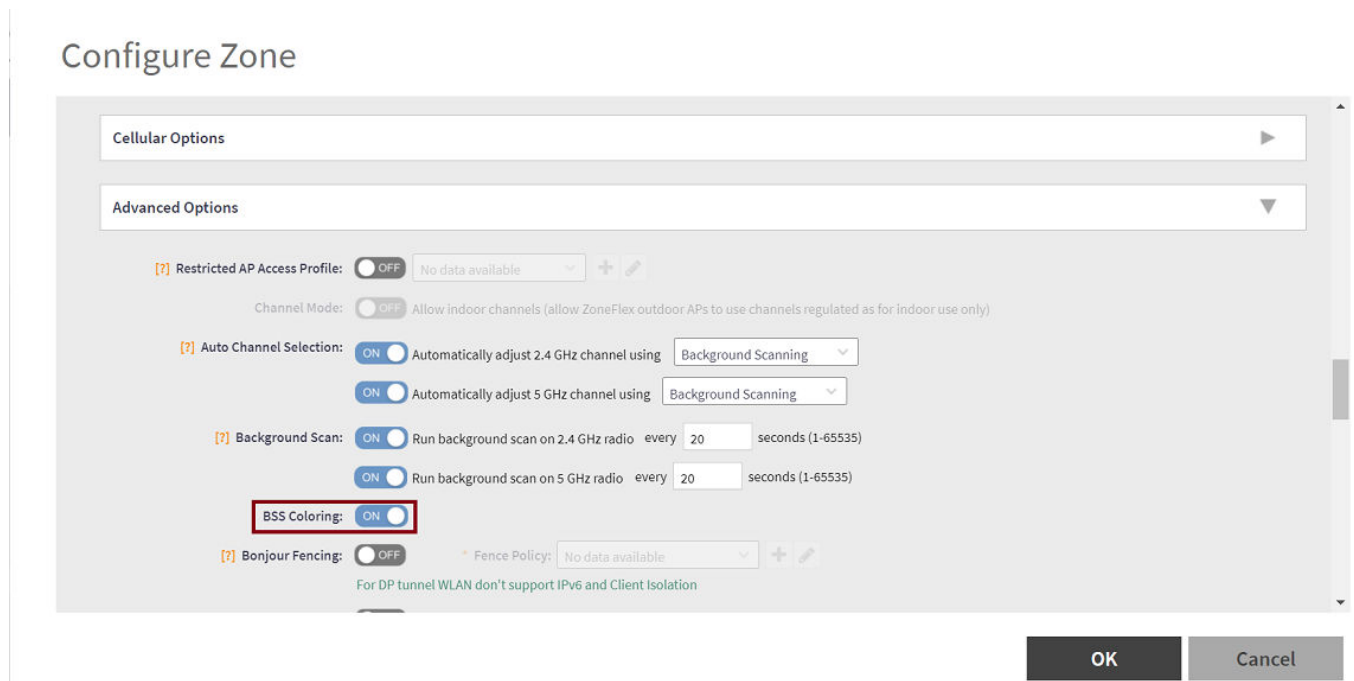 Configure Zone
Cellular Options
Advanced Options
[?] Restricted AP Access Profile: OFF No data available
Channel Mode: OFF Allow indoor channels (allow ZoneFlex outdoor APs to use channels regulated as for indoor use only)
[?] Auto Channel Selection: ON Automatically adjust 2.4 GHz channel using Background Scanning
ON Automatically adjust 5 GHz channel using Background Scanning
[?] Background Scan: ON Run background scan on 2.4 GHz radio every 20 seconds (1-65535)
ON Run background scan on 5 GHz radio every 20 seconds (1-65535)
BSS Coloring: ON
[?] Bonjour Fencing: OFF * Fence Policy: No data available
For DP tunnel WLAN don't support IPv6 and Client Isolation
OK Cancel